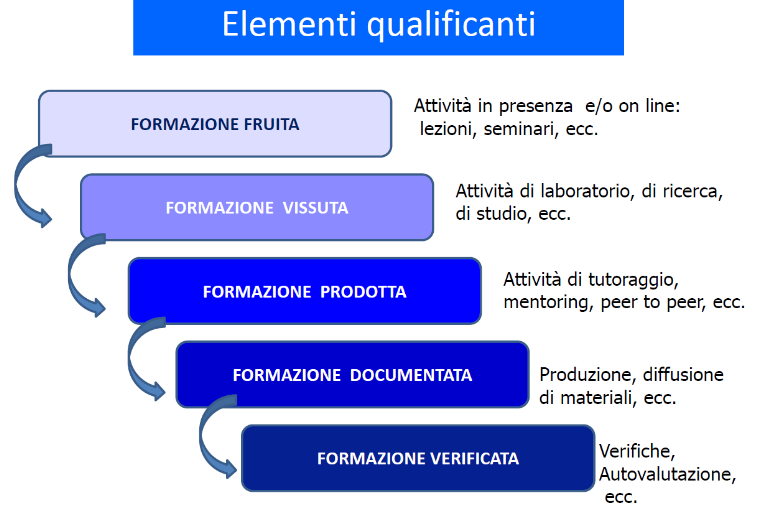 Elementi qualificanti
FORMAZIONE FRUITA
Attività in presenza e/o on line:
lezioni, seminari, ecc.
FORMAZIONE VISSUTA
Attività di laboratorio, di ricerca,
di studio, ecc.
FORMAZIONE PRODOTTA
Attività di tutoraggio,
mentoring, peer to peer, ecc.
FORMAZIONE DOCUMENTATA
Produzione, diffusione
di materiali, ecc.
FORMAZIONE VERIFICATA
Verifiche,
Autovalutazione,
ecc.